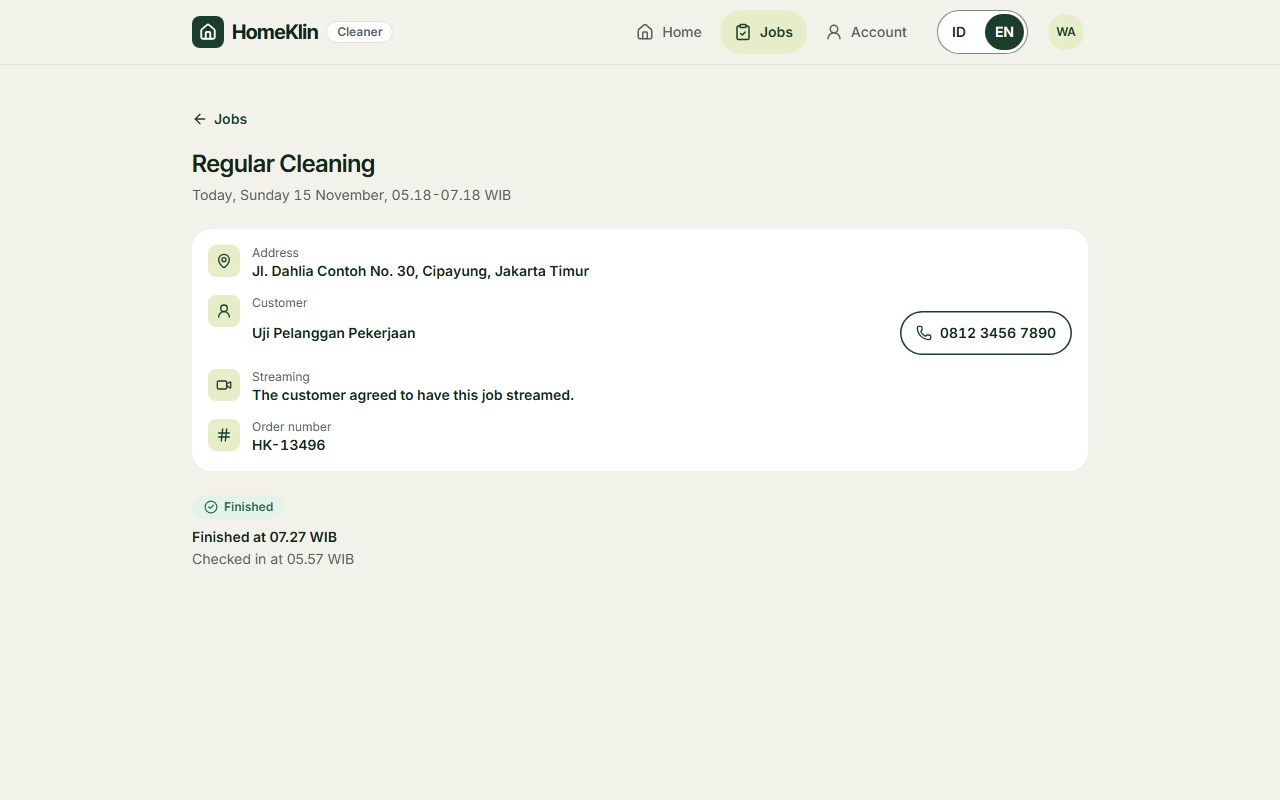 HomeKlin Cleaner Home Jobs Account ID EN WA
Jobs
Regular Cleaning
Today, Sunday 15 November, 05.18-07.18 WIB
Address
Jl. Dahlia Contoh No. 30, Cipayung, Jakarta Timur
Customer
Uji Pelanggan Pekerjaan 0812 3456 7890
Streaming
The customer agreed to have this job streamed.
Order number
HK-13496
Finished
Finished at 07.27 WIB
Checked in at 05.57 WIB